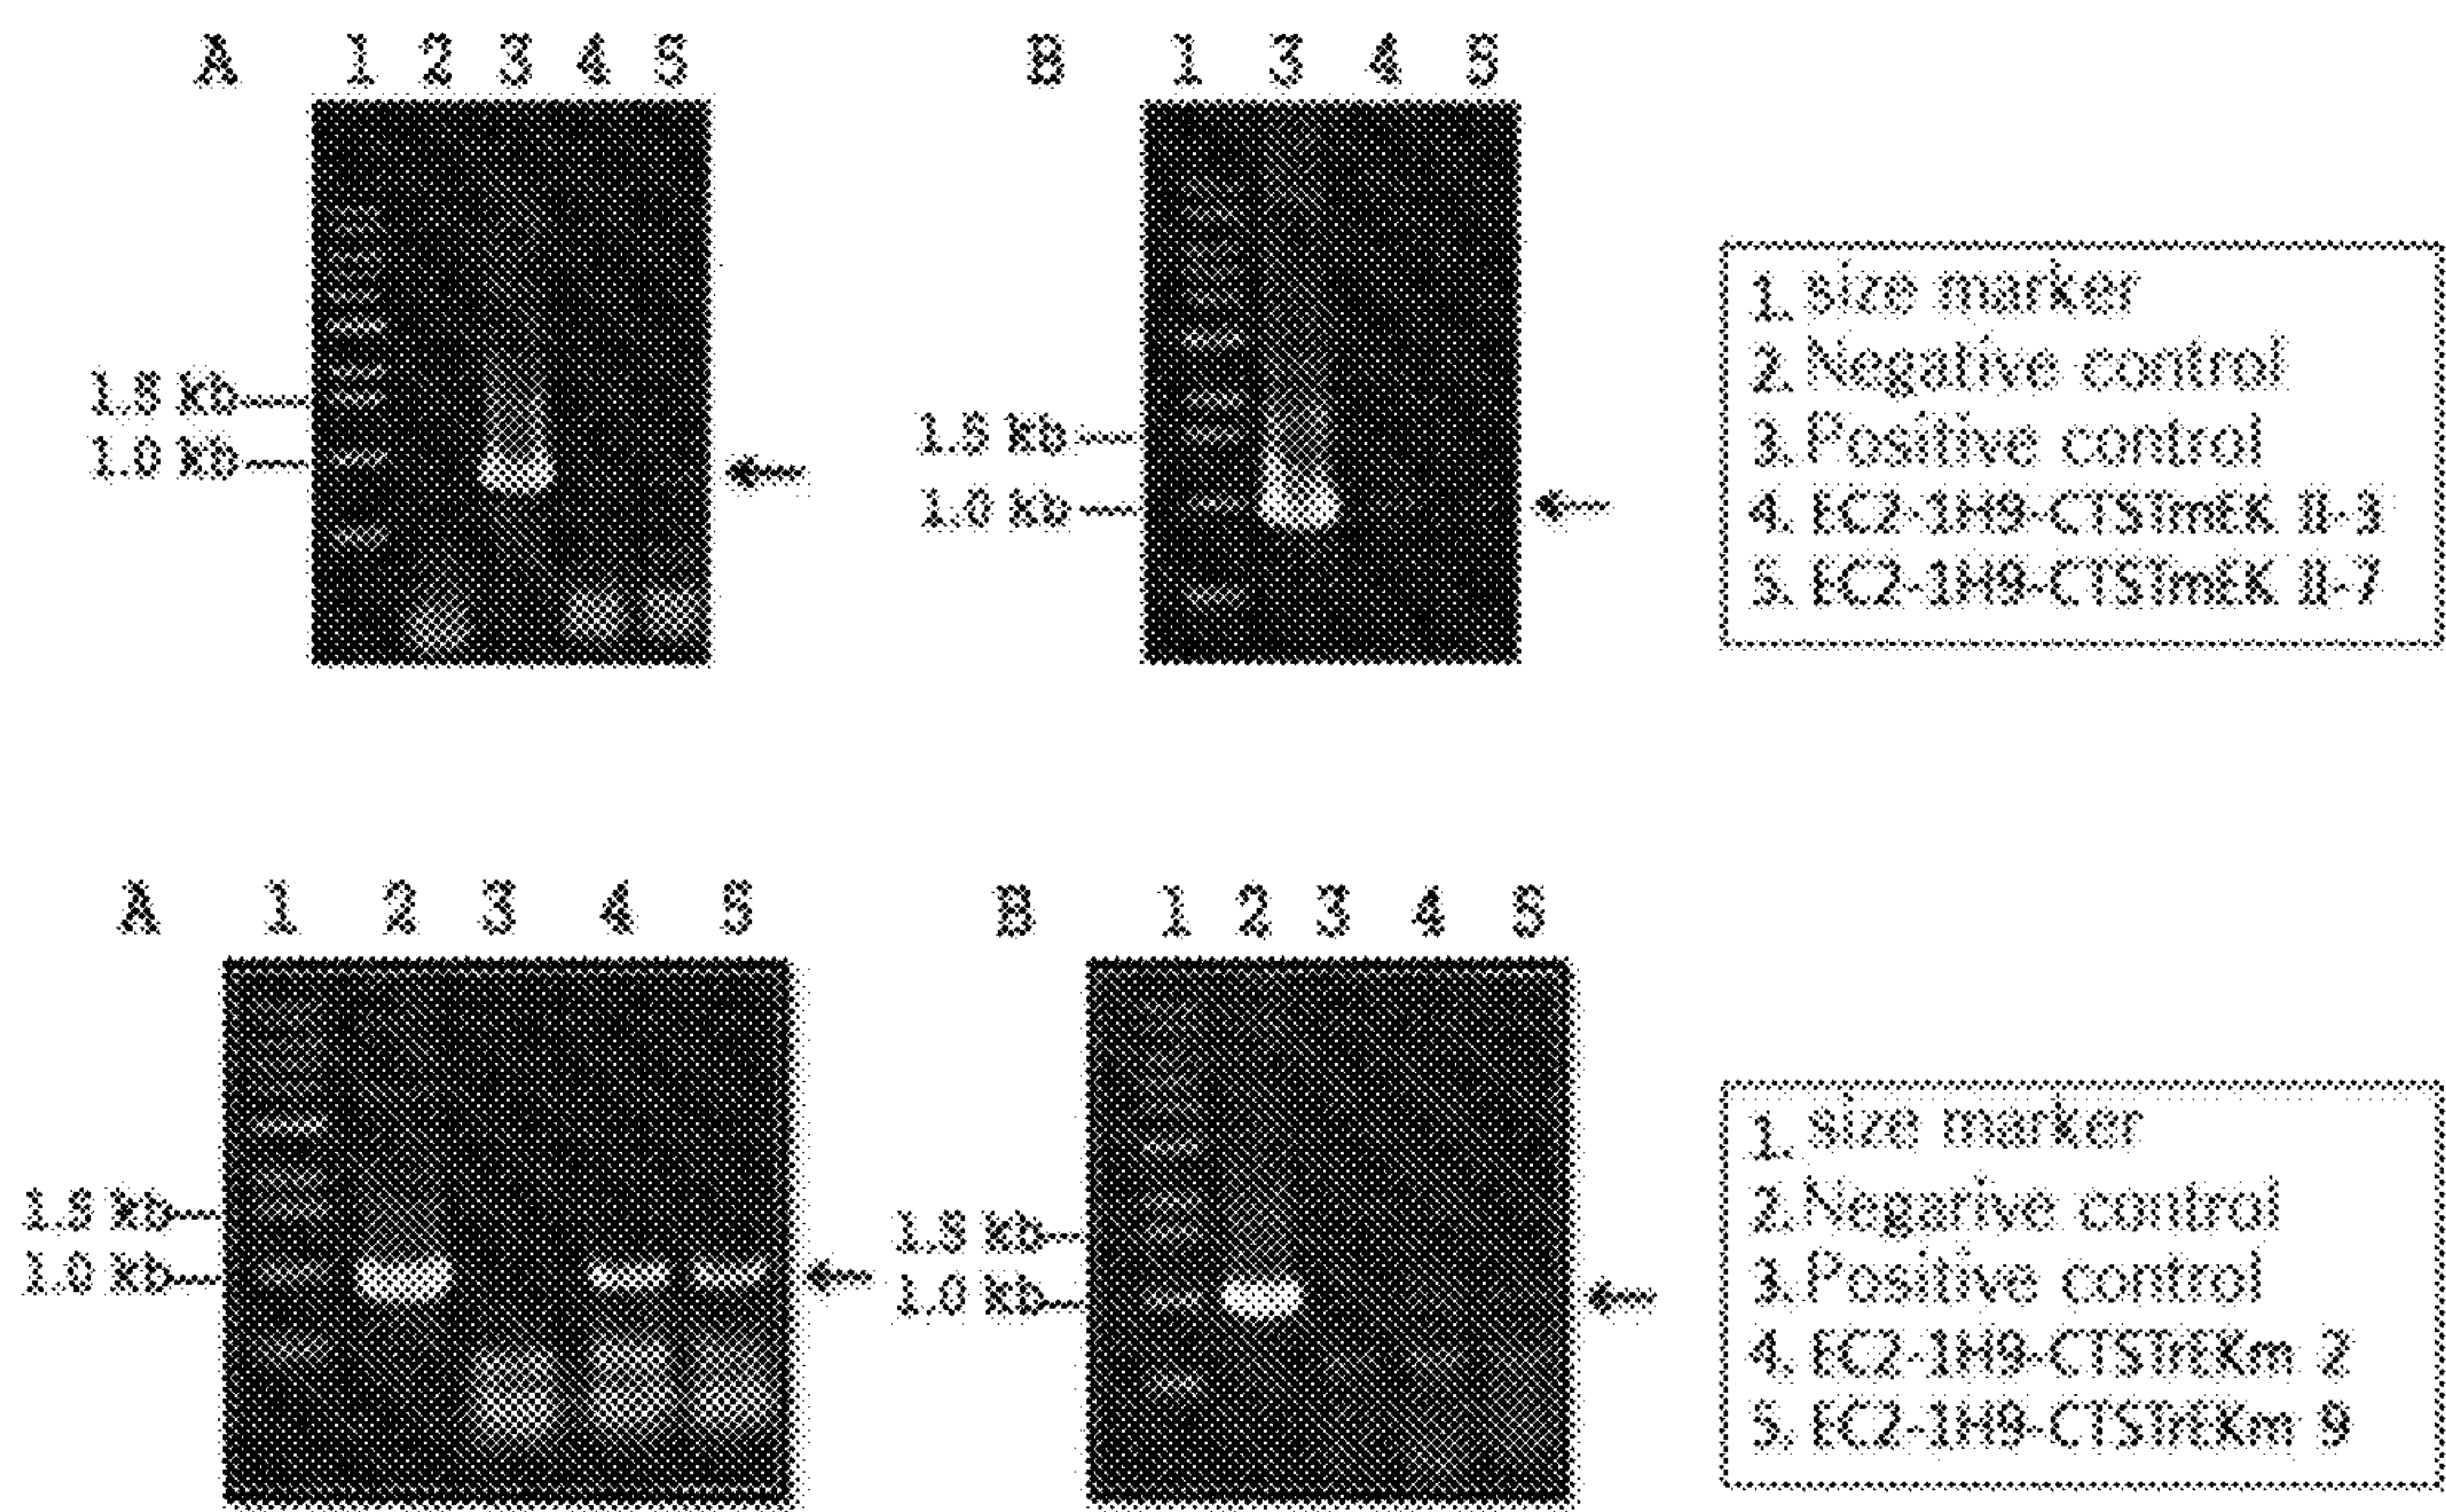 A 1 2 3 4 5
B 1 3 4 5
1.5 kb
1.0 kb
1.5 kb
1.0 kb
1. size marker
2. Negative control
3. Positive control
4. EC2-1H9-CTSTmEK II-3
5. EC2-1H9-CTSTmEK II-7
A 1 2 3 4 5
B 1 2 3 4 5
1.5 kb
1.0 kb
1.5 kb
1.0 kb
1. size marker
2. Negarive control
3. Positive control
4. EC2-1H9-CTSTrEKm 2
5. EC2-1H9-CTSTrEKm 9